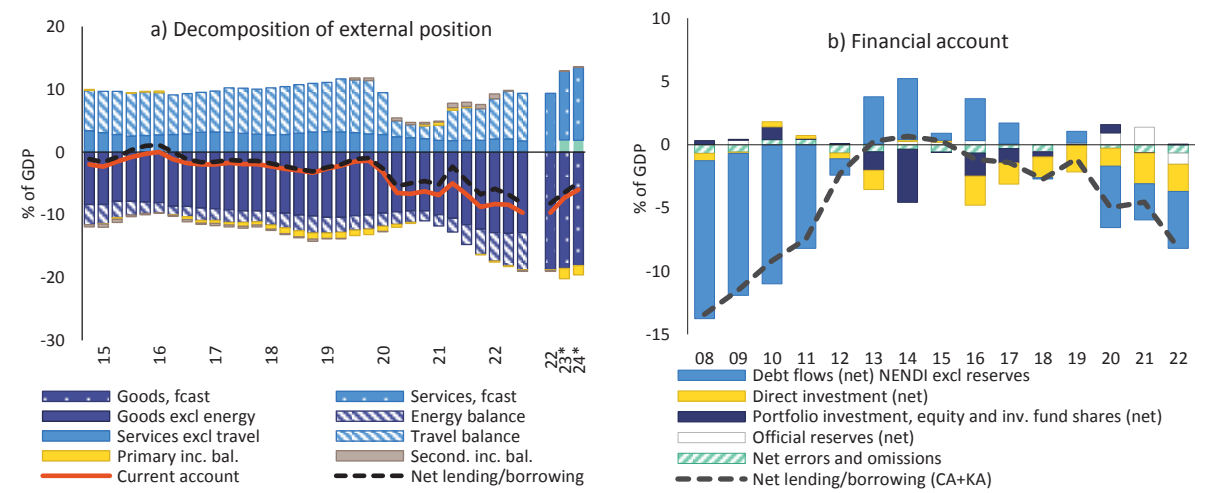 a) Decomposition of external position
% of GDP
20
10
0
-10
-20
-30
15 16 17 18 19 20 21 22 22 23* 24*
Goods, fcast
Services, fcast
Goods excl energy
Energy balance
Services excl travel
Travel balance
Primary inc. bal.
Second. inc. bal.
Current account
Net lending/borrowing
b) Financial account
% of GDP
10
5
0
-5
-10
-15
08 09 10 11 12 13 14 15 16 17 18 19 20 21 22
Debt flows (net) NENDI excl reserves
Direct investment (net)
Portfolio investment, equity and inv. fund shares (net)
Official reserves (net)
Net errors and omissions
Net lending/borrowing (CA+KA)